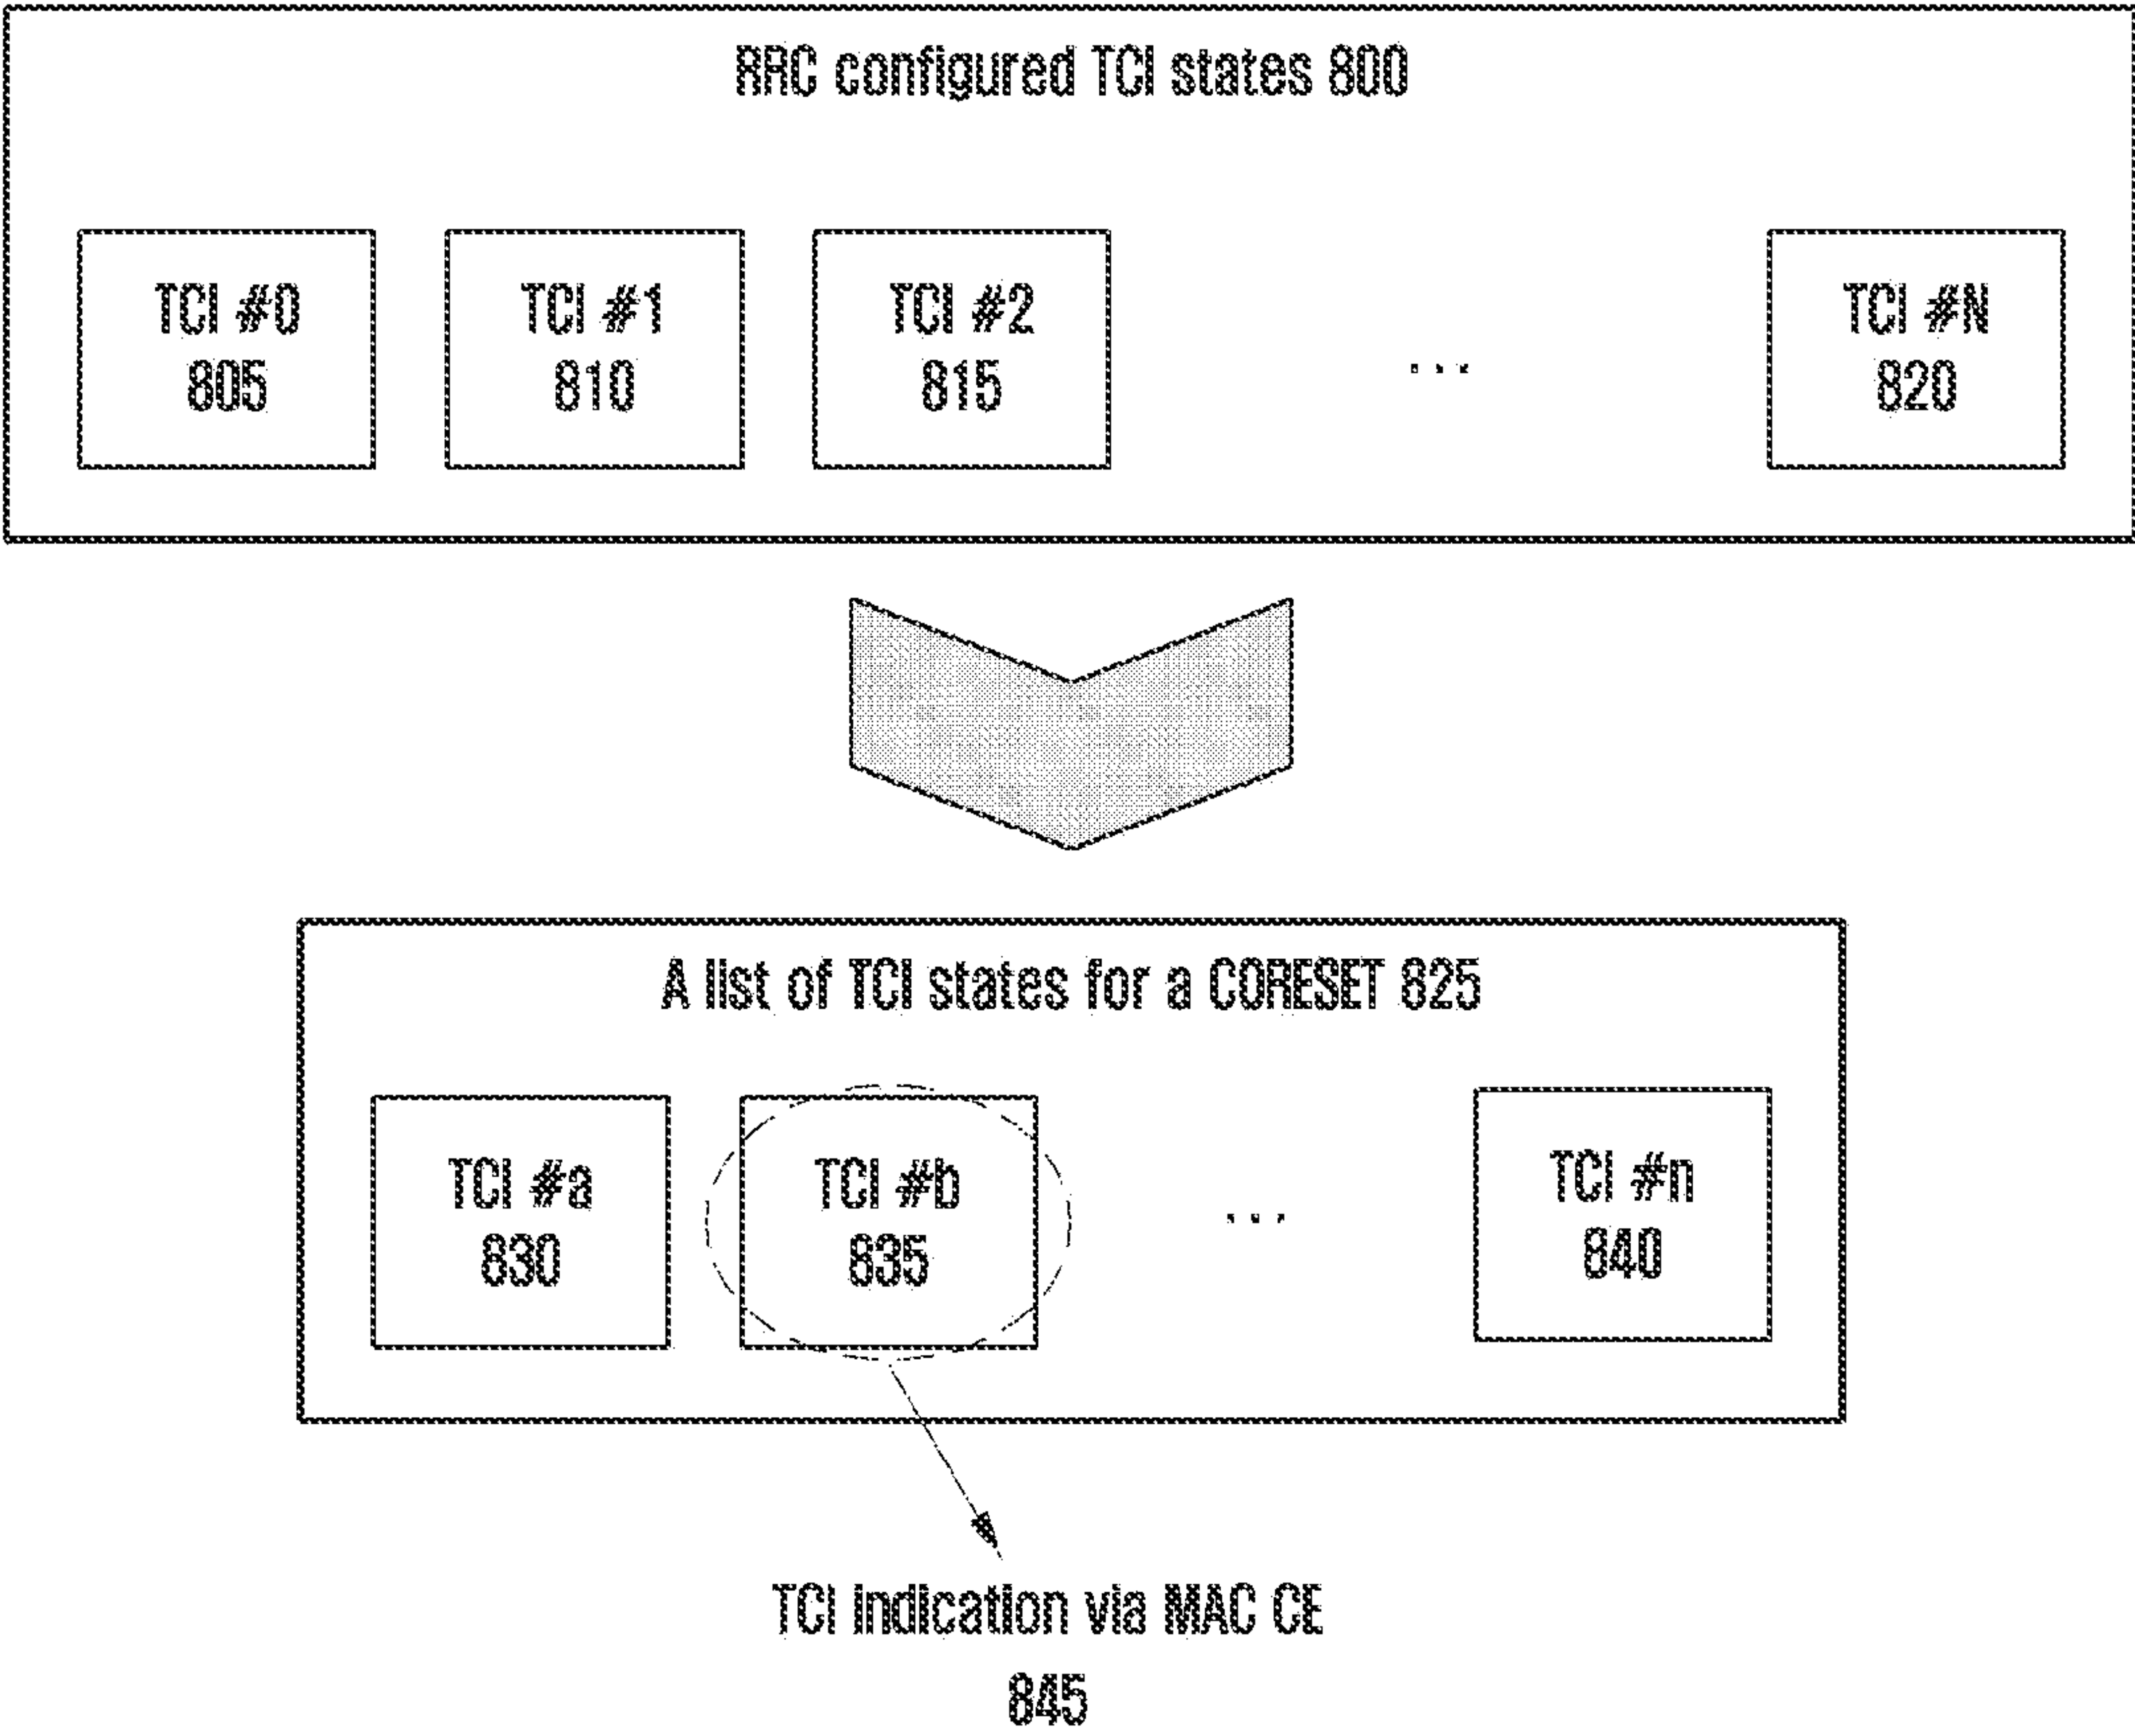 RRC configured TCI states 800
TCI #0
805
TCI #1
810
TCI #2
815
...
TCI #N
820
A list of TCI states for a CORESET 825
TCI #a
830
TCI #b
835
...
TCI #n
840
TCI indication via MAC CE
845